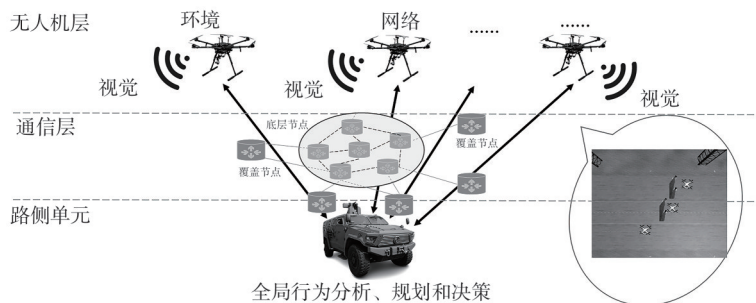 无人机层
环境
网络
......
......
视觉
视觉
视觉
通信层
底层节点
覆盖节点
覆盖节点
路侧单元
全局行为分析、规划和决策